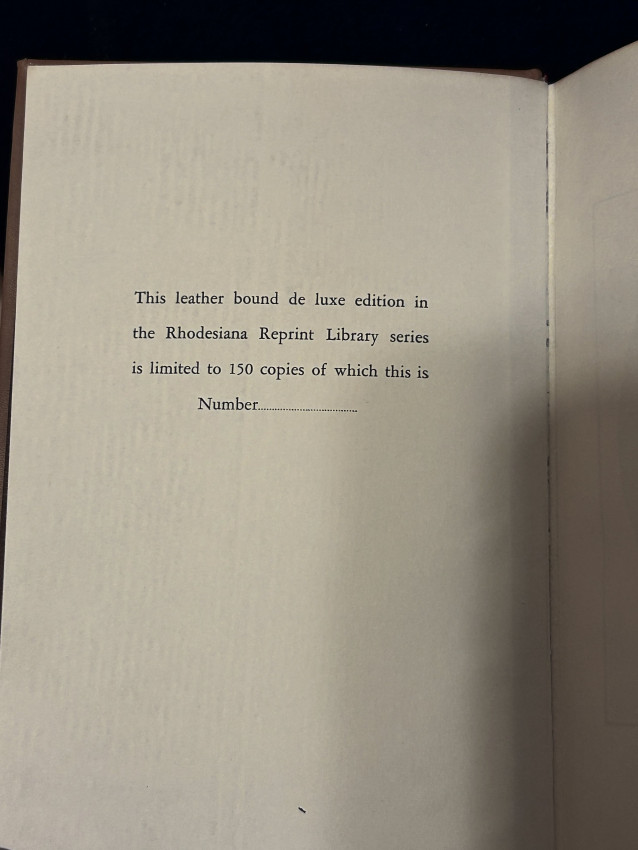 This leather bound de luxe edition in
the Rhodesiana Reprint Library series
is limited to 150 copies of which this is
Number..................................